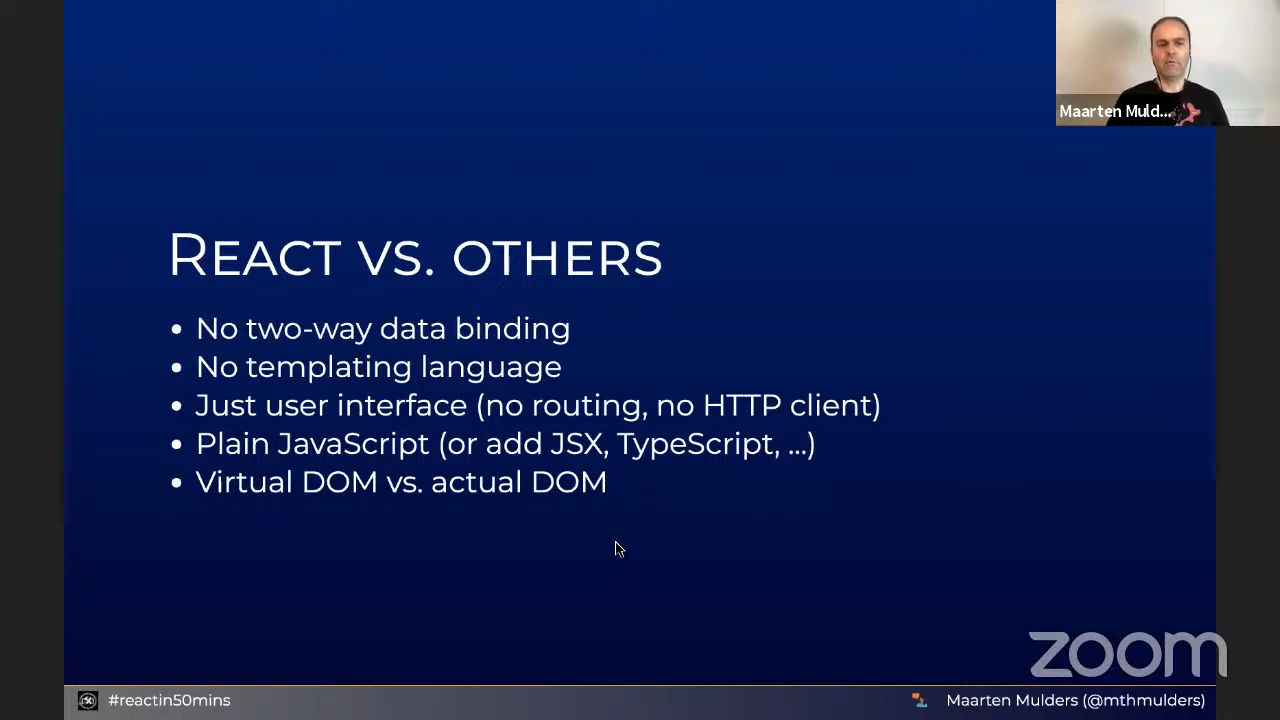 Maarten Muld...
React vs. others
• No two-way data binding
• No templating language
• Just user interface (no routing, no HTTP client)
• Plain JavaScript (or add JSX, TypeScript, ...)
• Virtual DOM vs. actual DOM
zoom
#reactin50mins
Maarten Mulders (@mthmulders)